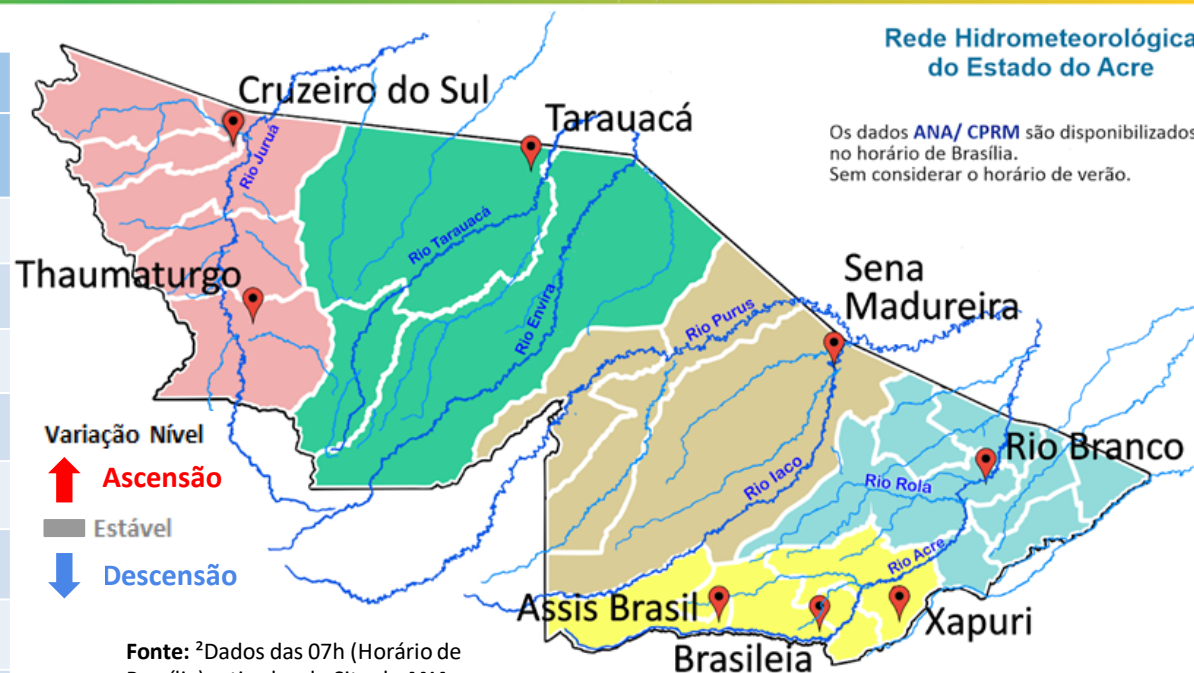 Rede Hidrometeorológica
do Estado do Acre
Os dados ANA/ CPRM são disponibilizados
no horário de Brasília.
Sem considerar o horário de verão.
Cruzeiro do Sul
Tarauacá
Rio Juruá
Rio Tarauacá
Thaumaturgo
Rio Envira
Sena
Madureira
Rio Purus
Variação Nível
Ascensão
Estável
Descensão
Rio Branco
Rio Iaco
Rio Rola
Rio Acre
Assis Brasil
Xapuri
Brasileia
Fonte: ²Dados das 07h (Horário de